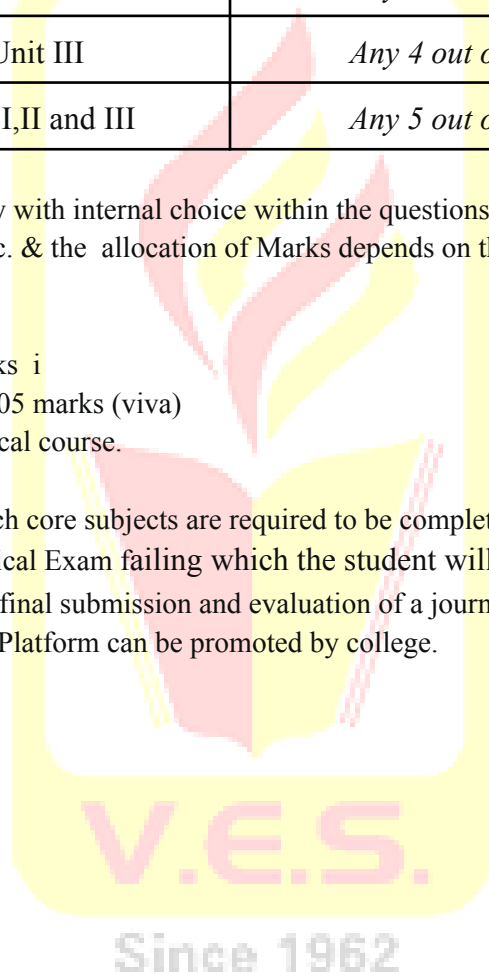 Unit III Any 4 out o
I,II and III Any 5 out o
with internal choice within the questions
c. & the allocation of Marks depends on th
ks i
05 marks (viva)
cal course.
ch core subjects are required to be complet
ical Exam failing which the student will
final submission and evaluation of a journ
Platform can be promoted by college.
V.E.S.
Since 1962